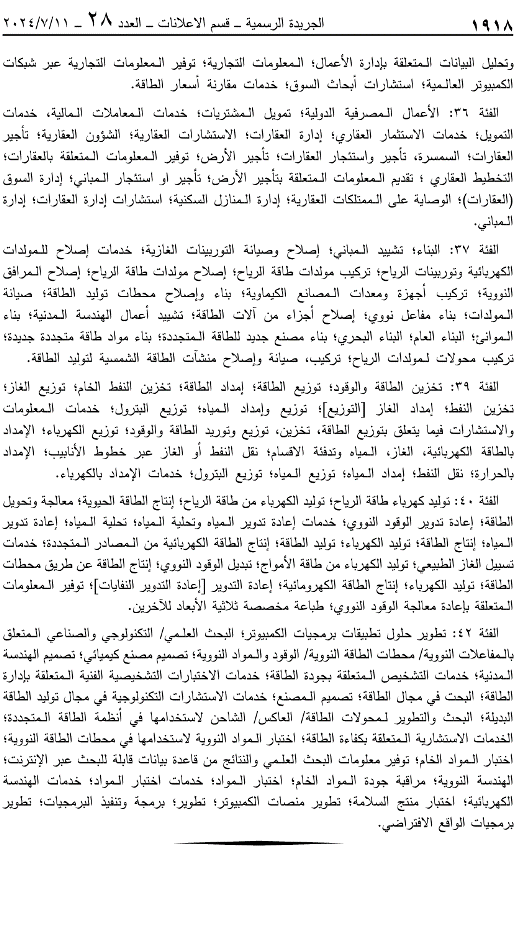 ١٩١٨ الجريدة الرسمية ــ قسم الاعلانات ــ العدد ٢٨ ــ ٢٠٢٤/٧/١١
وتحليل البيانات المتعلقة بإدارة الأعمال؛ المعلومات التجارية؛ توفير المعلومات التجارية عبر شبكات
الكمبيوتر العالمية؛ استشارات أبحاث السوق؛ خدمات مقارنة أسعار الطاقة.
الفئة ٣٦: الأعمال المصرفية الدولية؛ تمويل المشتريات؛ خدمات المعاملات المالية، خدمات
التمويل؛ خدمات الاستثمار العقاري؛ إدارة العقارات؛ الاستشارات العقارية؛ الشؤون العقارية؛ تأجير
العقارات؛ السمسرة، تأجير واستئجار العقارات؛ تأجير الأرض؛ توفير المعلومات المتعلقة بالعقارات؛
التخطيط العقاري ؛ تقديم المعلومات المتعلقة بتأجير الأرض؛ تأجير او استئجار المباني؛ إدارة السوق
(العقارات)؛ الوصاية على الممتلكات العقارية؛ إدارة المنازل السكنية؛ استشارات إدارة العقارات؛ إدارة
المباني.
الفئة ٣٧: البناء؛ تشييد المباني؛ إصلاح وصيانة التوربينات الغازية؛ خدمات إصلاح للمولدات
الكهربائية وتوربينات الرياح؛ تركيب مولدات طاقة الرياح؛ إصلاح مولدات طاقة الرياح؛ إصلاح المرافق
النووية؛ تركيب أجهزة ومعدات المصانع الكيماوية؛ بناء وإصلاح محطات توليد الطاقة؛ صيانة
المولدات؛ بناء مفاعل نووي؛ إصلاح أجزاء من آلات الطاقة؛ تشييد أعمال الهندسة المدنية؛ بناء
الموانئ؛ البناء العام؛ البناء البحري؛ بناء مصنع جديد للطاقة المتجددة؛ بناء مواد طاقة متجددة جديدة؛
تركيب محولات لمولدات الرياح؛ تركيب، صيانة وإصلاح منشآت الطاقة الشمسية لتوليد الطاقة.
الفئة ٣٩: تخزين الطاقة والوقود؛ توزيع الطاقة؛ إمداد الطاقة؛ تخزين النفط الخام؛ توزيع الغاز؛
تخزين النفط؛ إمداد الغاز [التوزيع]؛ توزيع وإمداد المياه؛ توزيع البترول؛ خدمات المعلومات
والاستشارات فيما يتعلق بتوزيع الطاقة، تخزين، توزيع وتوريد الطاقة والوقود؛ توزيع الكهرباء؛ الإمداد
بالطاقة الكهربائية، الغاز، المياه وتدفئة الاقسام؛ نقل النفط أو الغاز عبر خطوط الأنابيب؛ الإمداد
بالحرارة؛ نقل النفط؛ إمداد المياه؛ توزيع المياه؛ توزيع البترول؛ خدمات الإمداد بالكهرباء.
الفئة ٤٠: توليد كهرباء طاقة الرياح؛ توليد الكهرباء من طاقة الرياح؛ إنتاج الطاقة الحيوية؛ معالجة وتحويل
الطاقة؛ إعادة تدوير الوقود النووي؛ خدمات إعادة تدوير المياه وتحلية المياه؛ تحلية المياه؛ إعادة تدوير
المياه؛ إنتاج الطاقة؛ توليد الكهرباء؛ توليد الطاقة؛ إنتاج الطاقة الكهربائية من المصادر المتجددة؛ خدمات
تسييل الغاز الطبيعي؛ توليد الكهرباء من طاقة الأمواج؛ تبديل الوقود النووي؛ إنتاج الطاقة عن طريق محطات
الطاقة؛ توليد الكهرباء؛ إنتاج الطاقة الكهرومائية؛ إعادة التدوير [إعادة التدوير النفايات]؛ توفير المعلومات
المتعلقة بإعادة معالجة الوقود النووي؛ طباعة مخصصة ثلاثية الأبعاد للآخرين.
الفئة ٤٢: تطوير حلول تطبيقات برمجيات الكمبيوتر؛ البحث العلمي/ التكنولوجي والصناعي المتعلق
بالمفاعلات النووية/ محطات الطاقة النووية/ الوقود والمواد النووية؛ تصميم مصنع كيميائي؛ تصميم الهندسة
المدنية؛ خدمات التشخيص المتعلقة بجودة الطاقة؛ خدمات الاختبارات التشخيصية الفنية المتعلقة بإدارة
الطاقة؛ البحث في مجال الطاقة؛ تصميم المصنع؛ خدمات الاستشارات التكنولوجية في مجال توليد الطاقة
البديلة؛ البحث والتطوير لمحولات الطاقة/ العاكس/ الشاحن لاستخدامها في أنظمة الطاقة المتجددة؛
الخدمات الاستشارية المتعلقة بكفاءة الطاقة؛ اختبار المواد النووية لاستخدامها في محطات الطاقة النووية؛
اختبار المواد الخام؛ توفير معلومات البحث العلمي والنتائج من قاعدة بيانات قابلة للبحث عبر الإنترنت؛
الهندسة النووية؛ مراقبة جودة المواد الخام؛ اختبار المواد؛ خدمات اختبار المواد؛ خدمات الهندسة
الكهربائية؛ اختبار منتج السلامة؛ تطوير منصات الكمبيوتر؛ تطوير؛ برمجة وتنفيذ البرمجيات؛ تطوير
برمجيات الواقع الافتراضي.